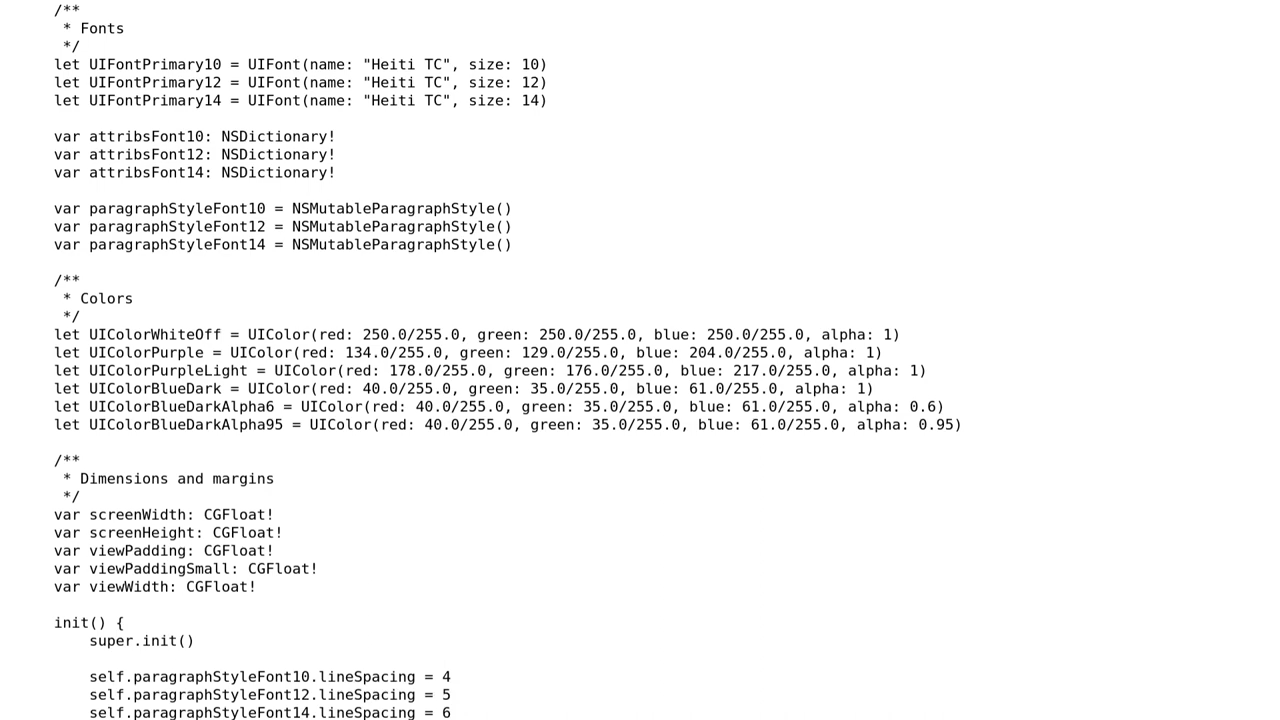 /**
 * Fonts
 */
let UIFontPrimary10 = UIFont(name: "Heiti TC", size: 10)
let UIFontPrimary12 = UIFont(name: "Heiti TC", size: 12)
let UIFontPrimary14 = UIFont(name: "Heiti TC", size: 14)

var attribsFont10: NSDictionary!
var attribsFont12: NSDictionary!
var attribsFont14: NSDictionary!

var paragraphStyleFont10 = NSMutableParagraphStyle()
var paragraphStyleFont12 = NSMutableParagraphStyle()
var paragraphStyleFont14 = NSMutableParagraphStyle()

/**
 * Colors
 */
let UIColorWhiteOff = UIColor(red: 250.0/255.0, green: 250.0/255.0, blue: 250.0/255.0, alpha: 1)
let UIColorPurple = UIColor(red: 134.0/255.0, green: 129.0/255.0, blue: 204.0/255.0, alpha: 1)
let UIColorPurpleLight = UIColor(red: 178.0/255.0, green: 176.0/255.0, blue: 217.0/255.0, alpha: 1)
let UIColorBlueDark = UIColor(red: 40.0/255.0, green: 35.0/255.0, blue: 61.0/255.0, alpha: 1)
let UIColorBlueDarkAlpha6 = UIColor(red: 40.0/255.0, green: 35.0/255.0, blue: 61.0/255.0, alpha: 0.6)
let UIColorBlueDarkAlpha95 = UIColor(red: 40.0/255.0, green: 35.0/255.0, blue: 61.0/255.0, alpha: 0.95)

/**
 * Dimensions and margins
 */
var screenWidth: CGFloat!
var screenHeight: CGFloat!
var viewPadding: CGFloat!
var viewPaddingSmall: CGFloat!
var viewWidth: CGFloat!

init() {
    super.init()

    self.paragraphStyleFont10.lineSpacing = 4
    self.paragraphStyleFont12.lineSpacing = 5
    self.paragraphStyleFont14.lineSpacing = 6